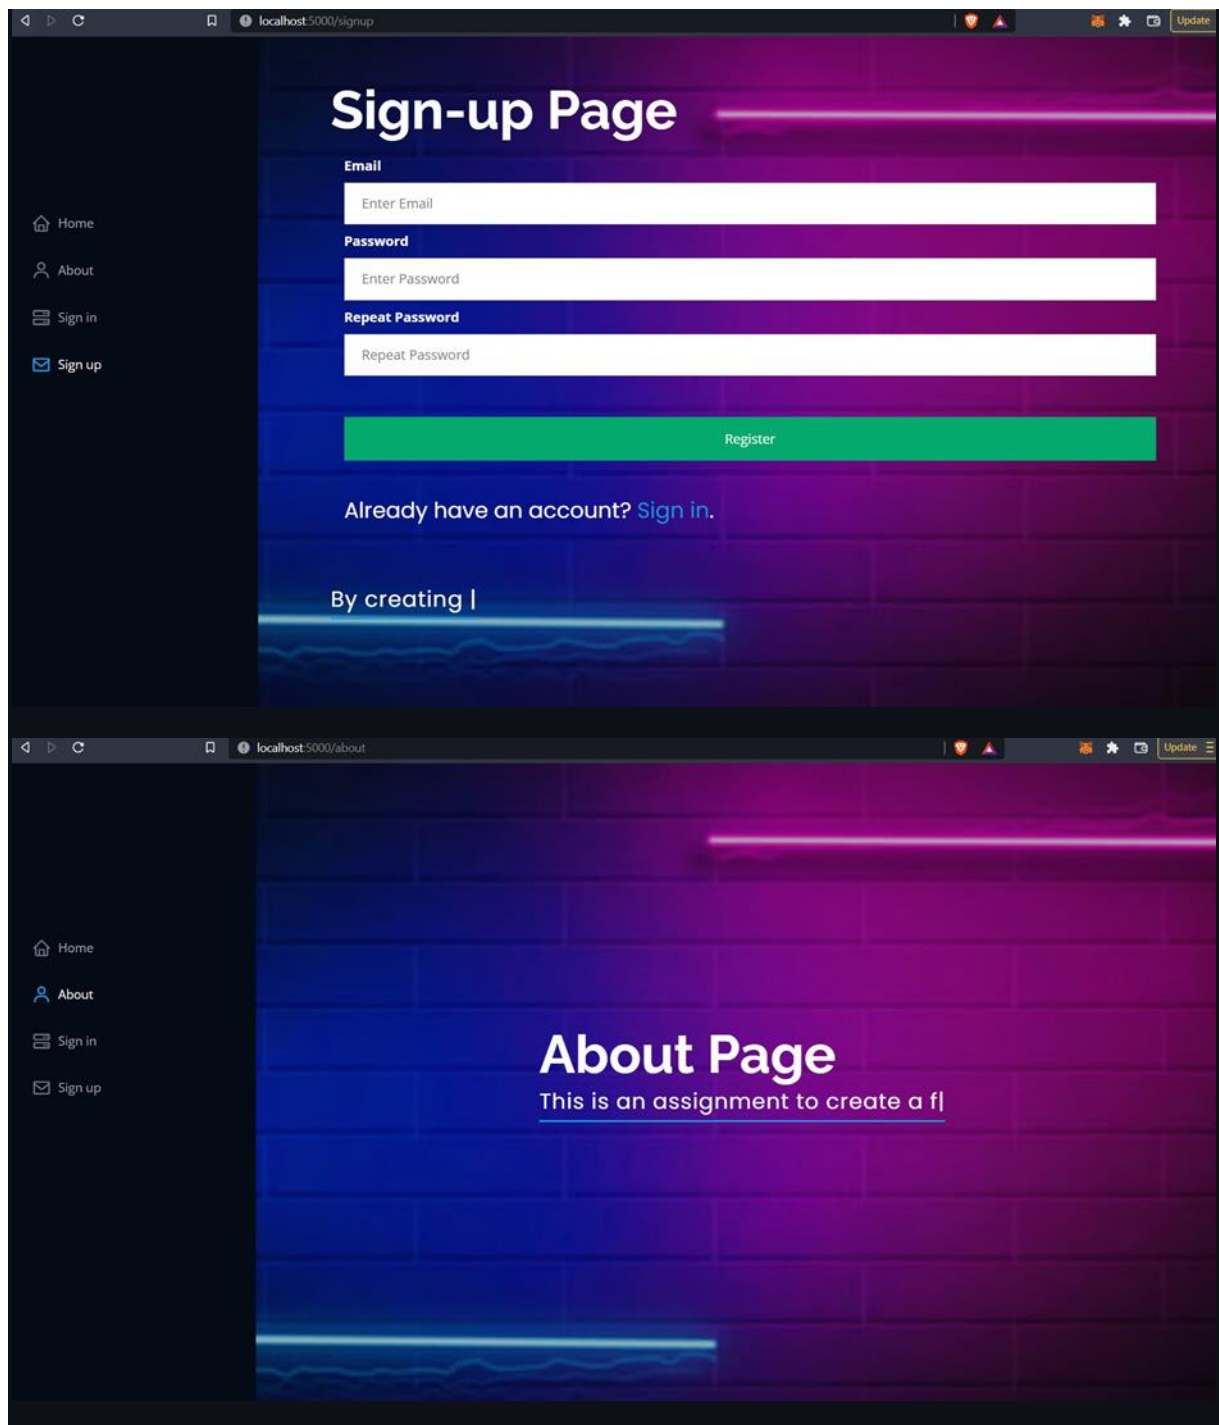 localhost:5000/signup
Update
Sign-up Page
Email
Enter Email
Home
Password
About
Enter Password
Sign in
Repeat Password
Repeat Password
Sign up
Register
Already have an account? Sign in.
By creating |
localhost:5000/about
Update
Home
About
Sign in
About Page
This is an assignment to create a f|
Sign up